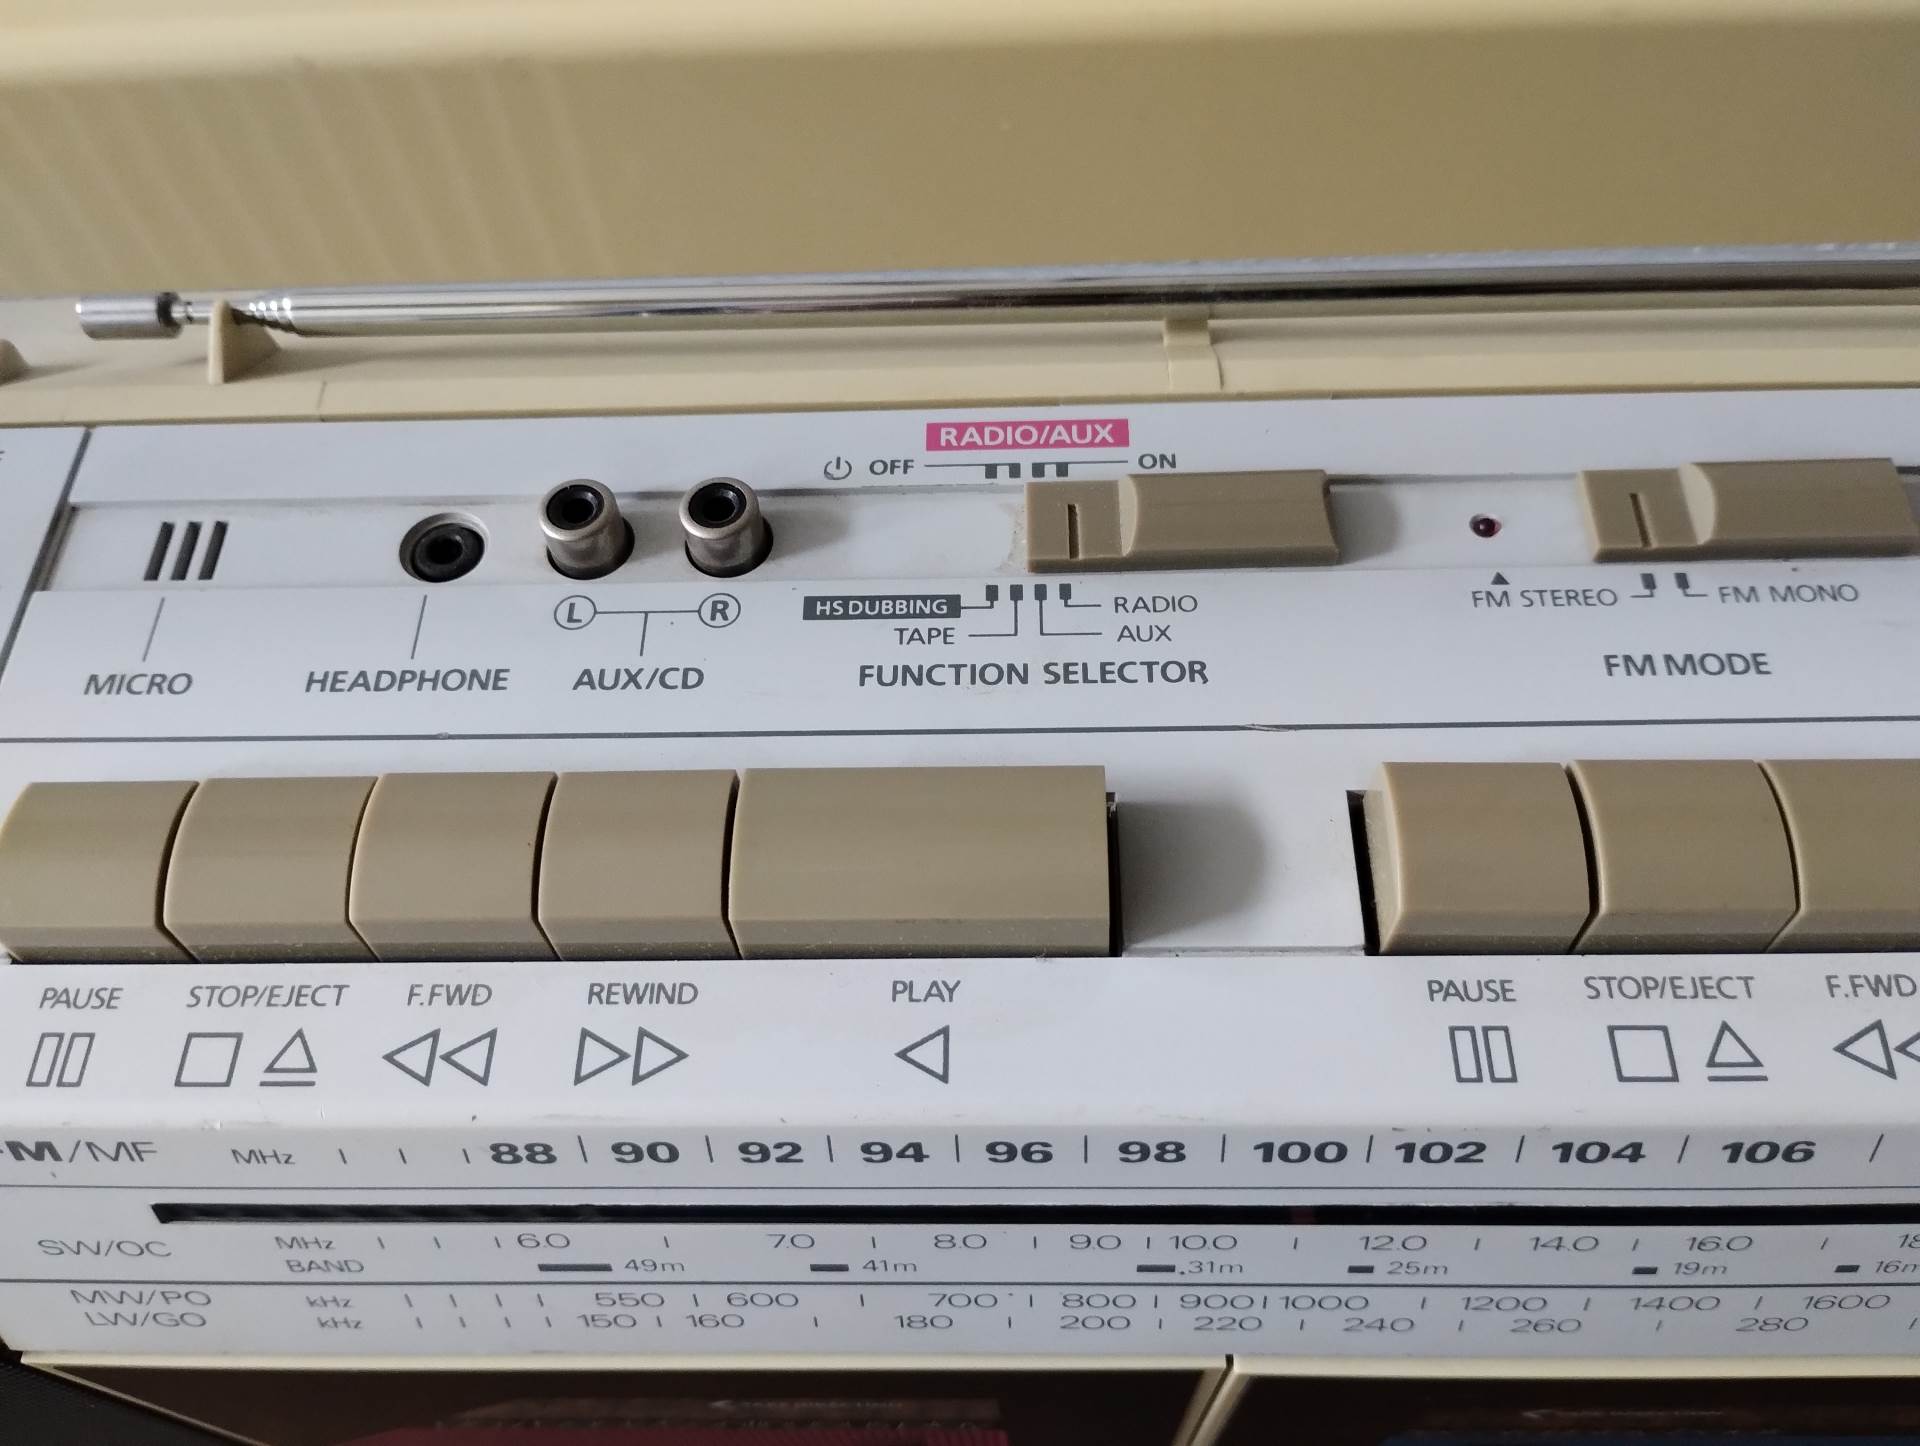 RADIO/AUX
OFF ON
HS DUBBING RADIO
TAPE AUX
FUNCTION SELECTOR
L R
MICRO HEADPHONE AUX/CD
FM STEREO FM MONO
FM MODE
PAUSE STOP/EJECT F.FWD REWIND PLAY PAUSE STOP/EJECT F.FWD
M/MF MHz 88 90 92 94 96 98 100 102 104 106
SW/OC MHz 6.0 7.0 8.0 9.0 10.0 12.0 14.0 16.0 18
BAND 49m 41m 31m 25m 19m 16m
MW/PO kHz 550 600 700 800 900 1000 1200 1400 1600
LW/GO kHz 150 160 180 200 220 240 260 280